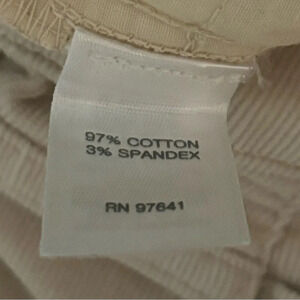 97% COTTON
3% SPANDEX
RN 97641